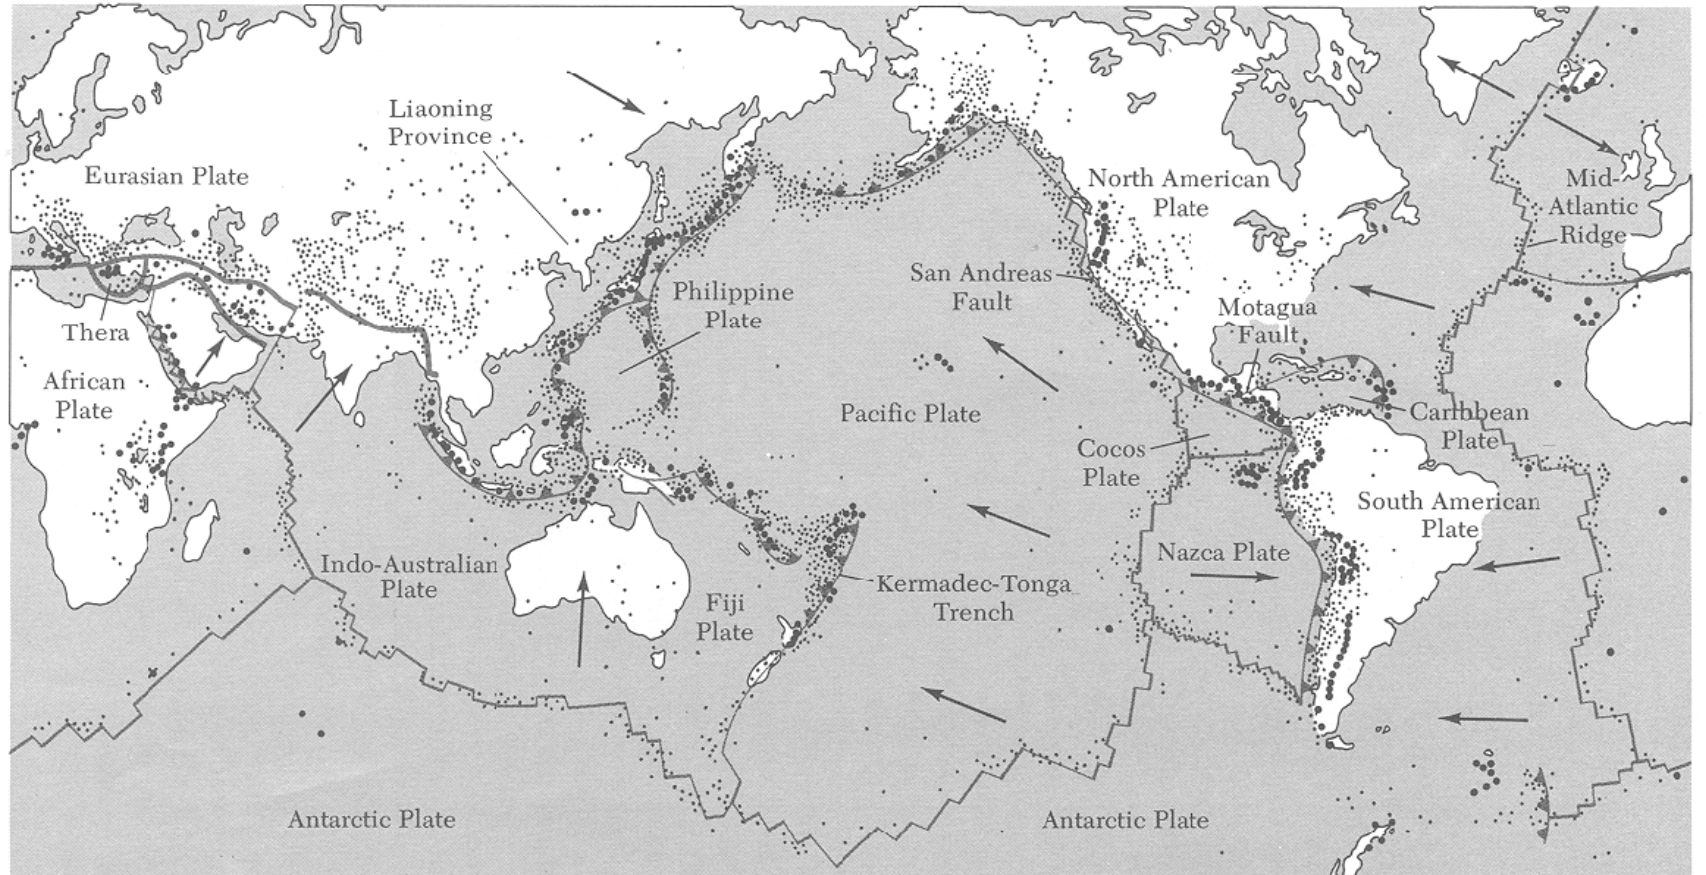 Liaoning
Province
Eurasian Plate
North American
Plate
Mid-
Atlantic
Ridge
San Andreas
Fault
Philippine
Plate
Motagua
Fault
Thera
African
Plate
Pacific Plate
Caribbean
Plate
Cocos
Plate
South American
Plate
Nazca Plate
Indo-Australian
Plate
Fiji
Plate
Kermadec-Tonga
Trench
Antarctic Plate
Antarctic Plate